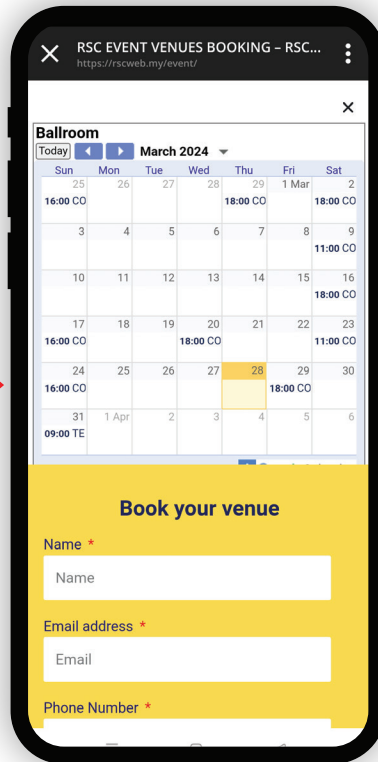 RSC EVENT VENUES BOOKING – RSC...
https://rscweb.my/event/
Ballroom
Today March 2024
Sun Mon Tue Wed Thu Fri Sat
25 26 27 28 29 1 Mar 2
16:00 CO 18:00 CO 18:00 CO
3 4 5 6 7 8 9
11:00 CO
10 11 12 13 14 15 16
18:00 CO
17 18 19 20 21 22 23
16:00 CO 18:00 CO 11:00 CO
24 25 26 27 28 29 30
16:00 CO 18:00 CO
31 1 Apr 2 3 4 5 6
09:00 TE
Book your venue
Name *
Name
Email address *
Email
Phone Number *